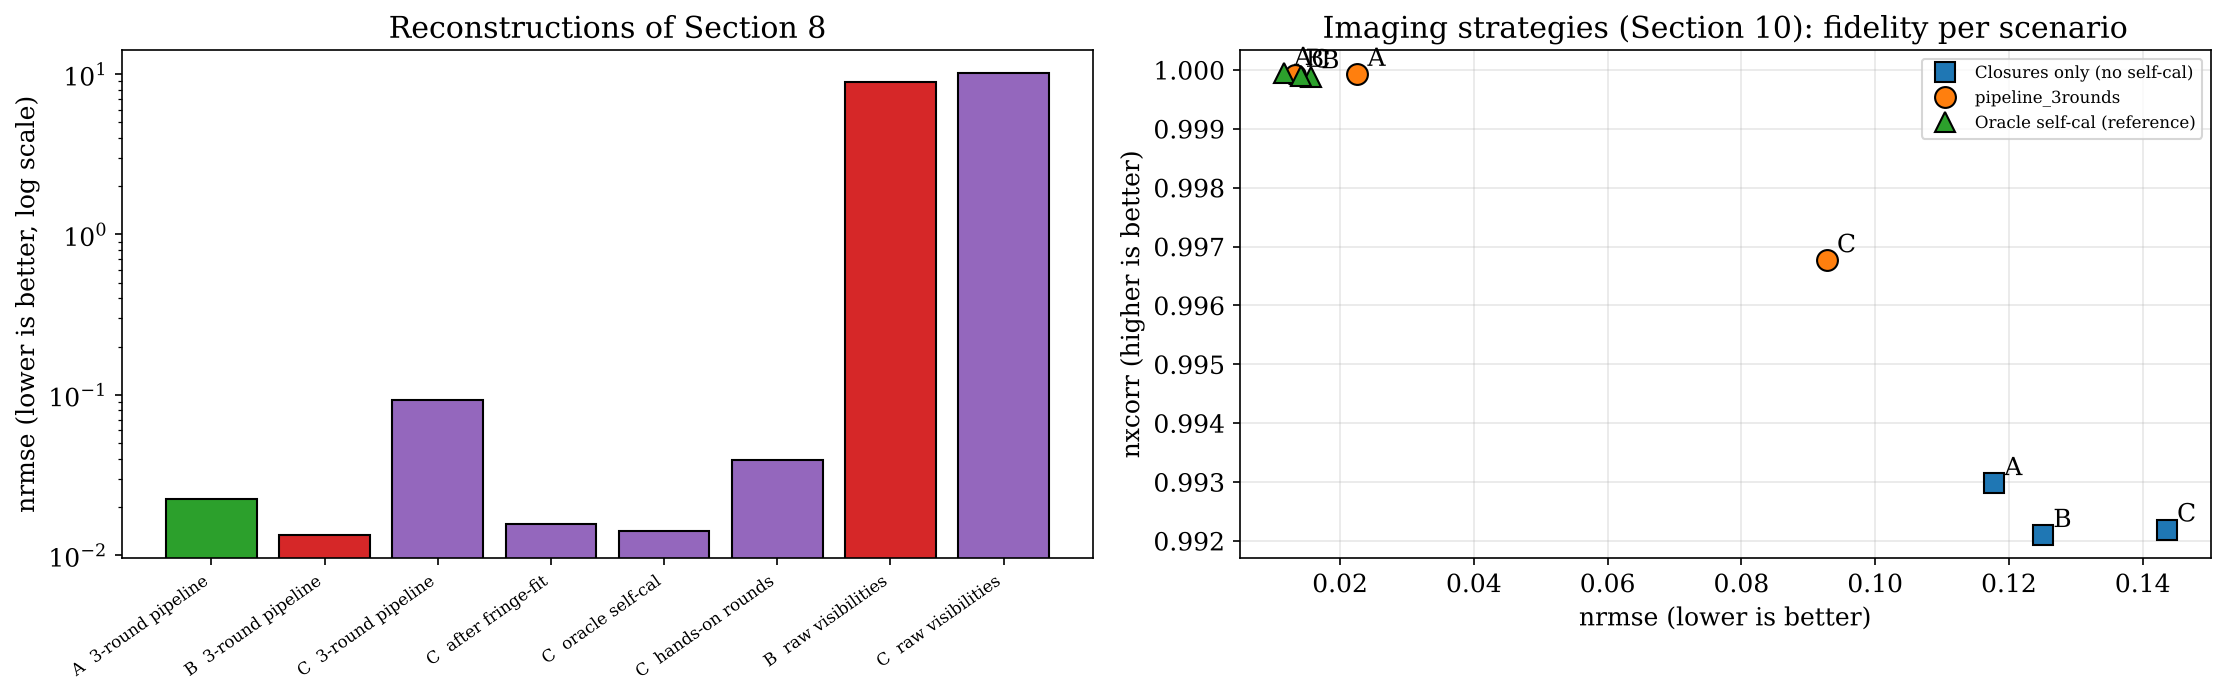 Reconstructions of Section 8
nrmse (lower is better, log scale)
10^1
10^0
10^−1
10^−2
A  3-round pipeline
B  3-round pipeline
C  3-round pipeline
C  after fringe-fit
C  oracle self-cal
C  hands-on rounds
B  raw visibilities
C  raw visibilities
Imaging strategies (Section 10): fidelity per scenario
nxcorr (higher is better)
1.000
0.999
0.998
0.997
0.996
0.995
0.994
0.993
0.992
A
B
A
C
A
B
C
Closures only (no self-cal)
pipeline_3rounds
Oracle self-cal (reference)
0.02
0.04
0.06
0.08
0.10
0.12
0.14
nrmse (lower is better)